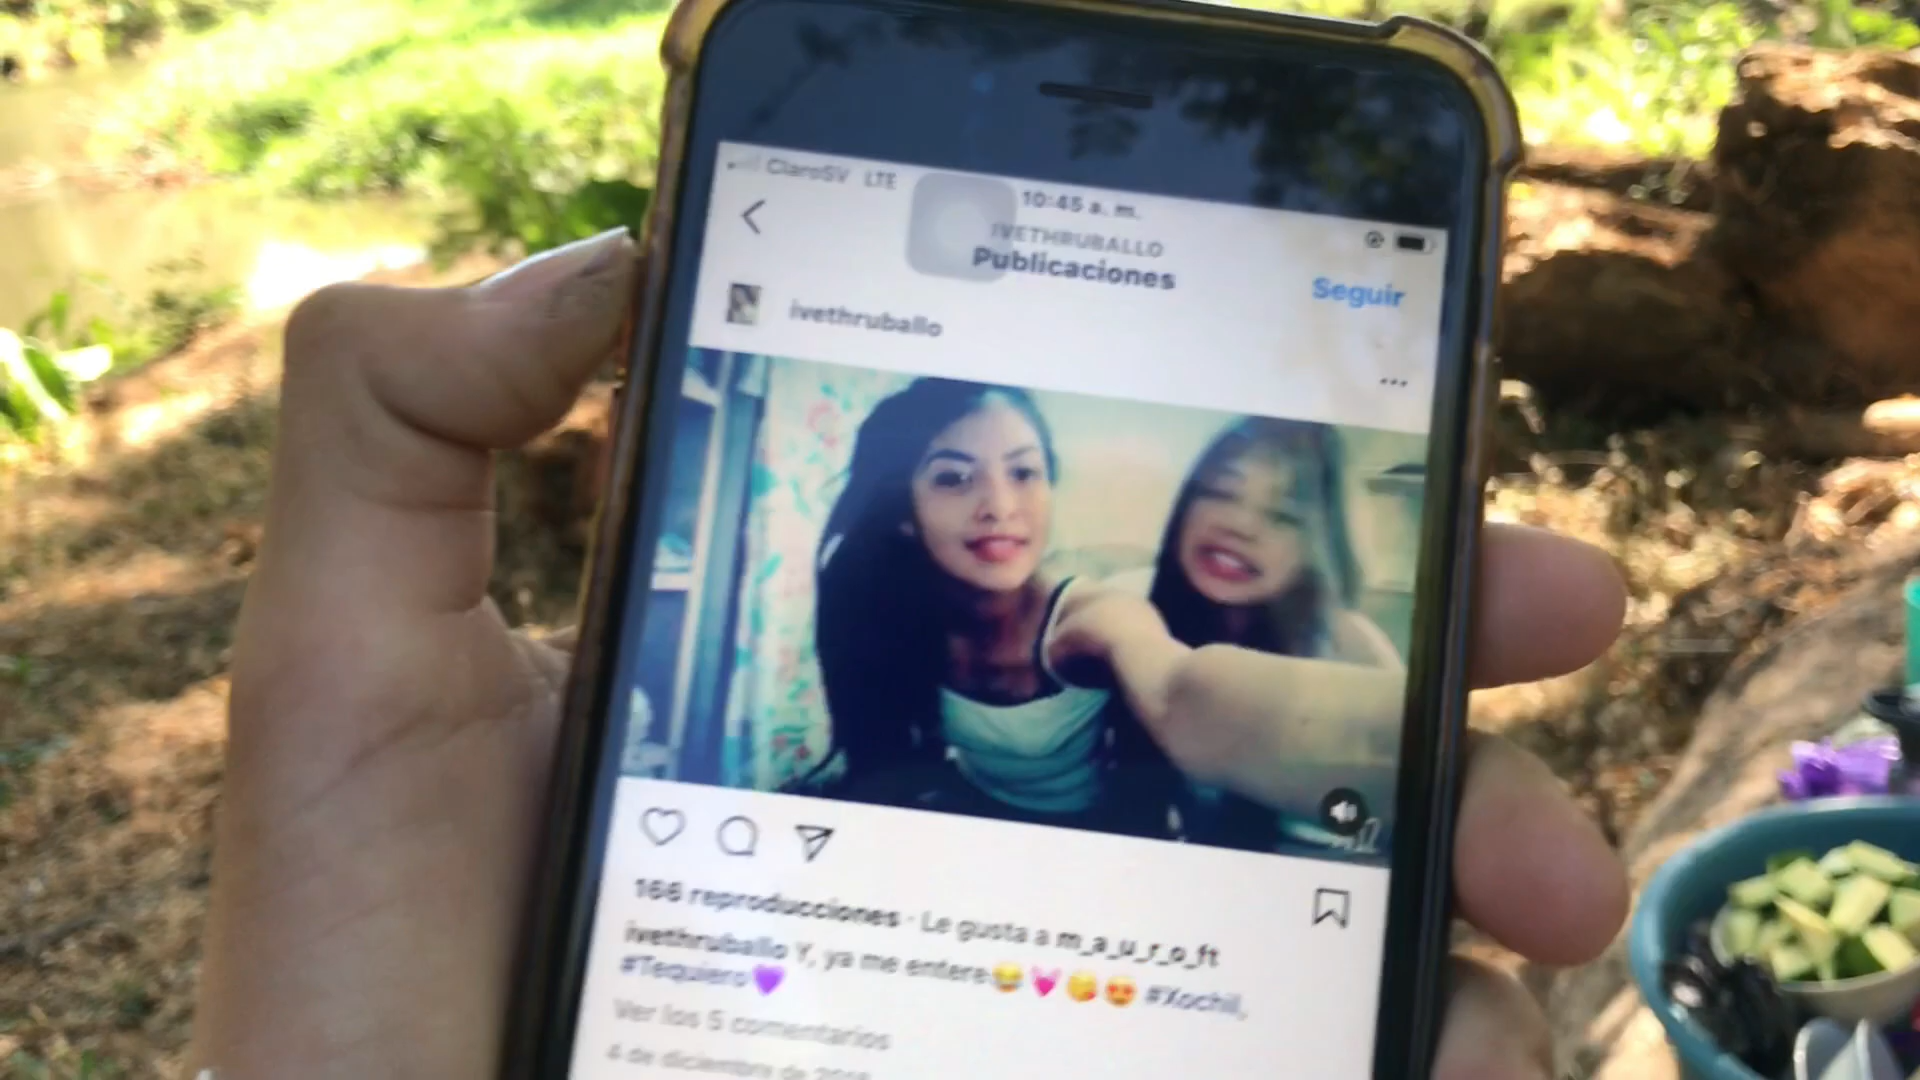 ClaroSV LTE 10:45 a. m.
IVETHRUBALLO
Publicaciones
Seguir
ivethruballo
166 reproducciones · Le gusta a m_a_u_r_o_ft
ivethruballo Y, ya me entere😂💓😘😍 #Xochil,
#Tequiero💜
Ver los 5 comentarios
4 de diciembre de